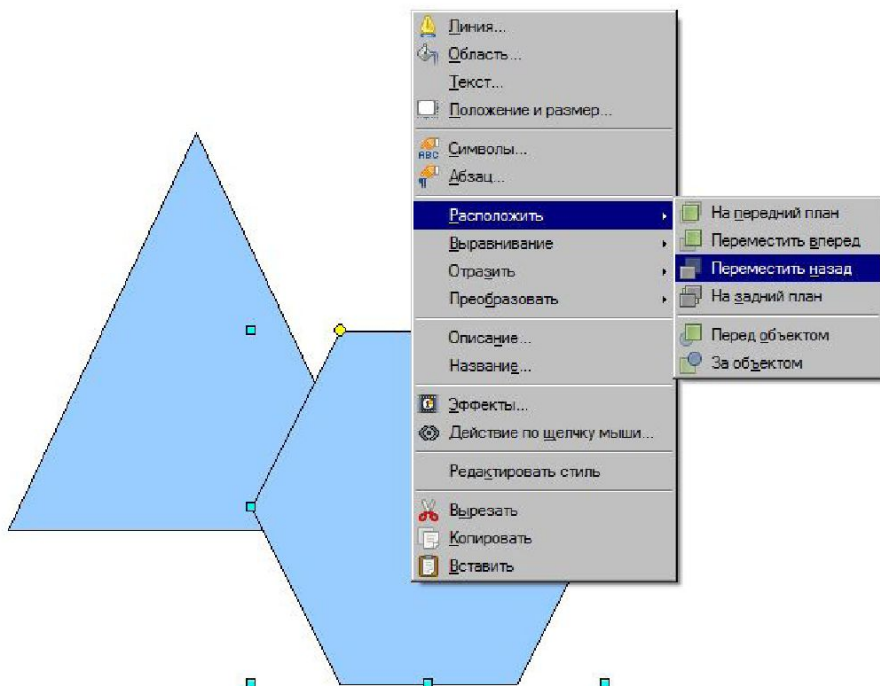 Линия...
Область...
Текст...
Положение и размер...
ABC Символы...
Абзац...
Расположить
Выравнивание
Отразить
Преобразовать
Описание...
Название...
Эффекты...
Действие по щелчку мыши...
Редактировать стиль
Вырезать
Копировать
Вставить
На передний план
Переместить вперед
Переместить назад
На задний план
Перед объектом
За объектом